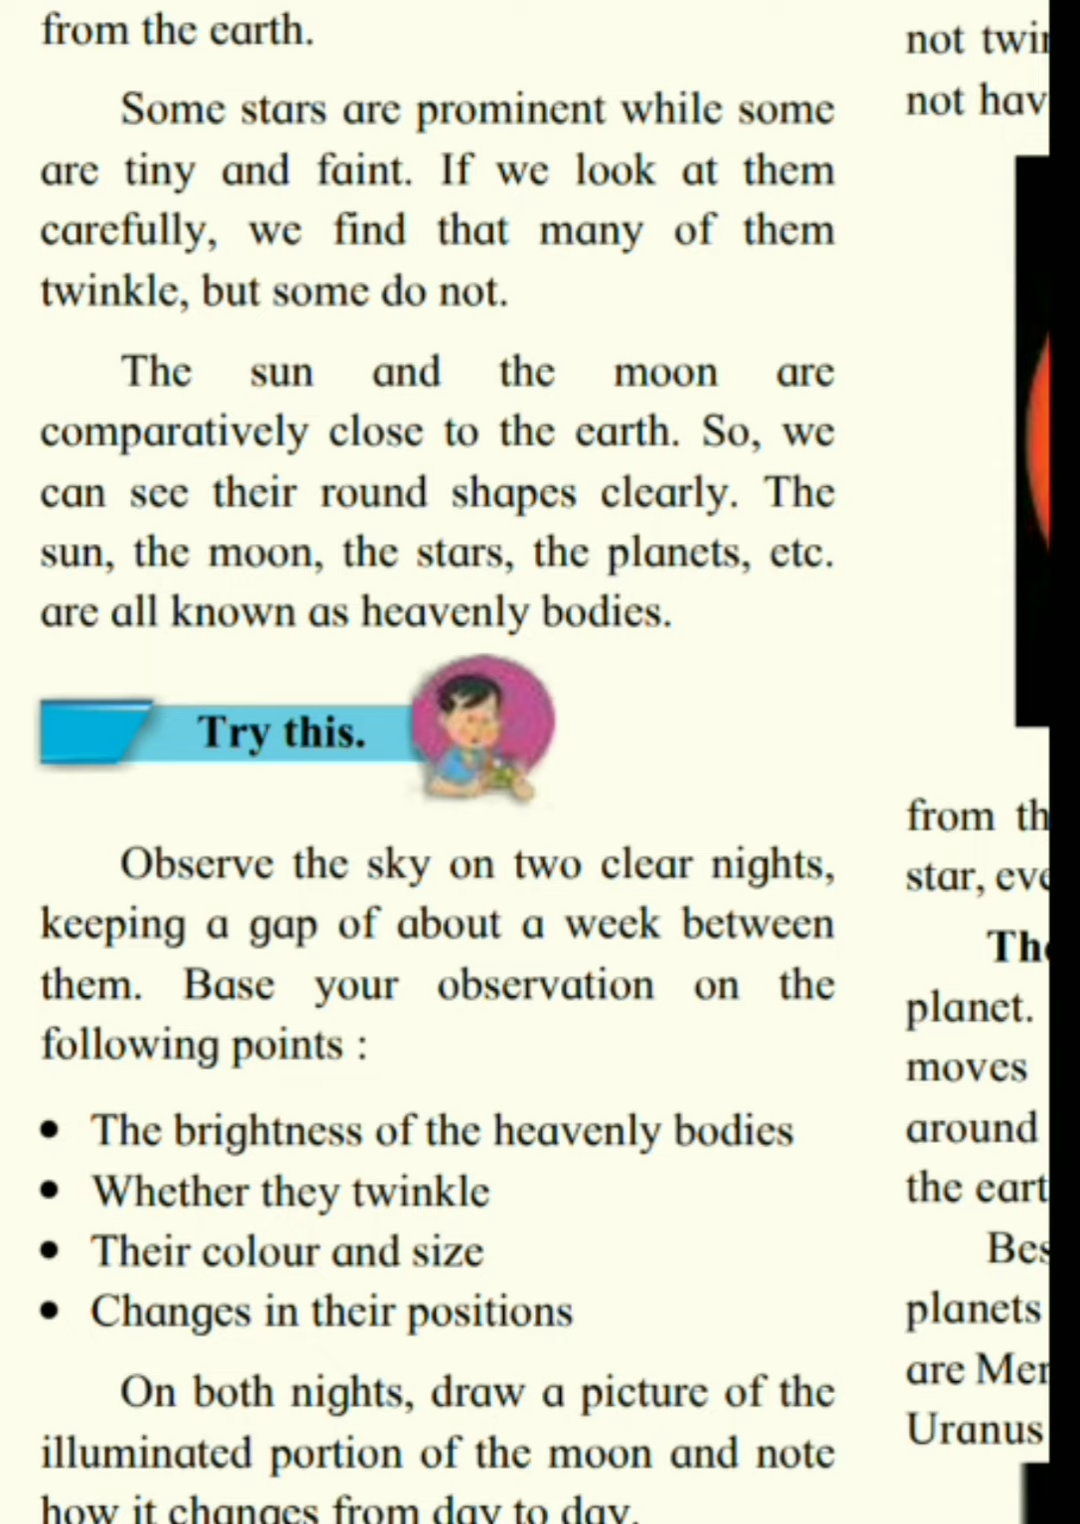 from the earth.
Some stars are prominent while some
are tiny and faint. If we look at them
carefully, we find that many of them
twinkle, but some do not.
The sun and the moon are
comparatively close to the earth. So, we
can see their round shapes clearly. The
sun, the moon, the stars, the planets, etc.
are all known as heavenly bodies.
Try this.
Observe the sky on two clear nights,
keeping a gap of about a week between
them. Base your observation on the
following points :
• The brightness of the heavenly bodies
• Whether they twinkle
• Their colour and size
• Changes in their positions
On both nights, draw a picture of the
illuminated portion of the moon and note
how it changes from day to day.
not
not
from
star,
planet.
moves
around
the
planets
are
Uranus